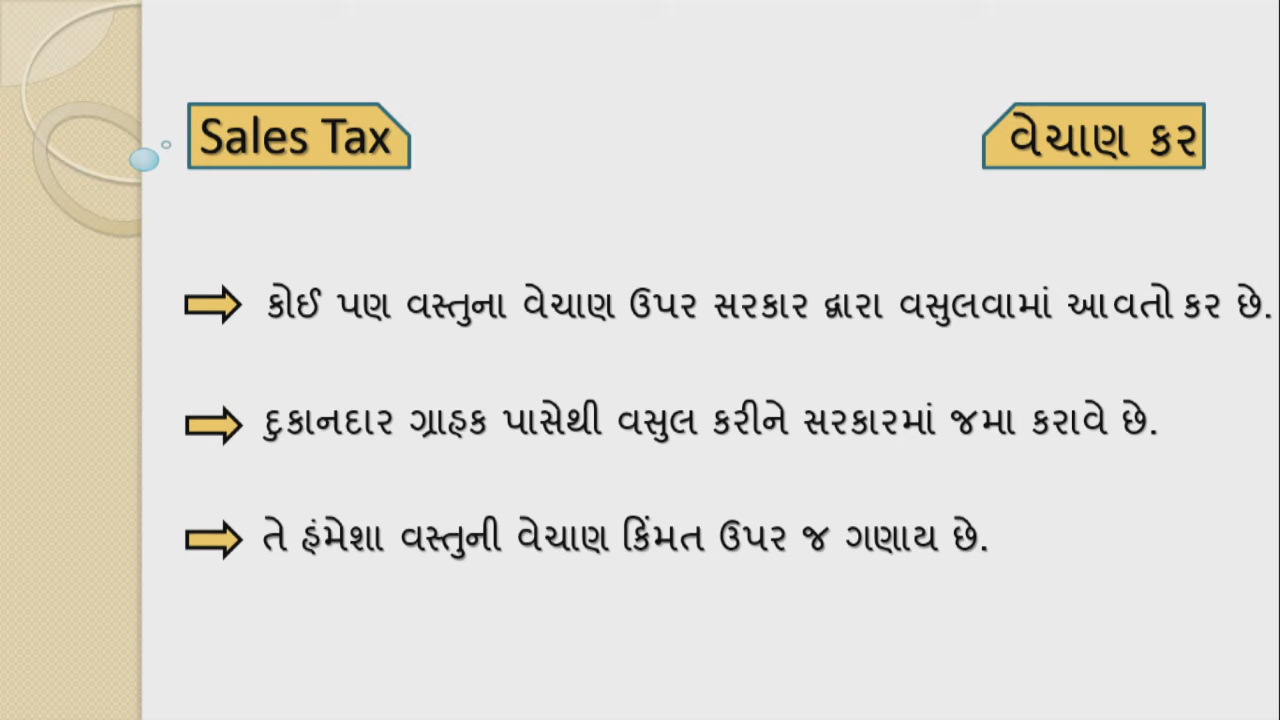 Sales Tax
વેચાણ કર
કોઈ પણ વસ્તુના વેચાણ ઉપર સરકાર દ્વારા વસુલવામાં આવતો કર છે.
દુકાનદાર ગ્રાહક પાસેથી વસુલ કરીને સરકારમાં જમા કરાવે છે.
તે હંમેશા વસ્તુની વેચાણ કિંમત ઉપર જ ગણાય છે.